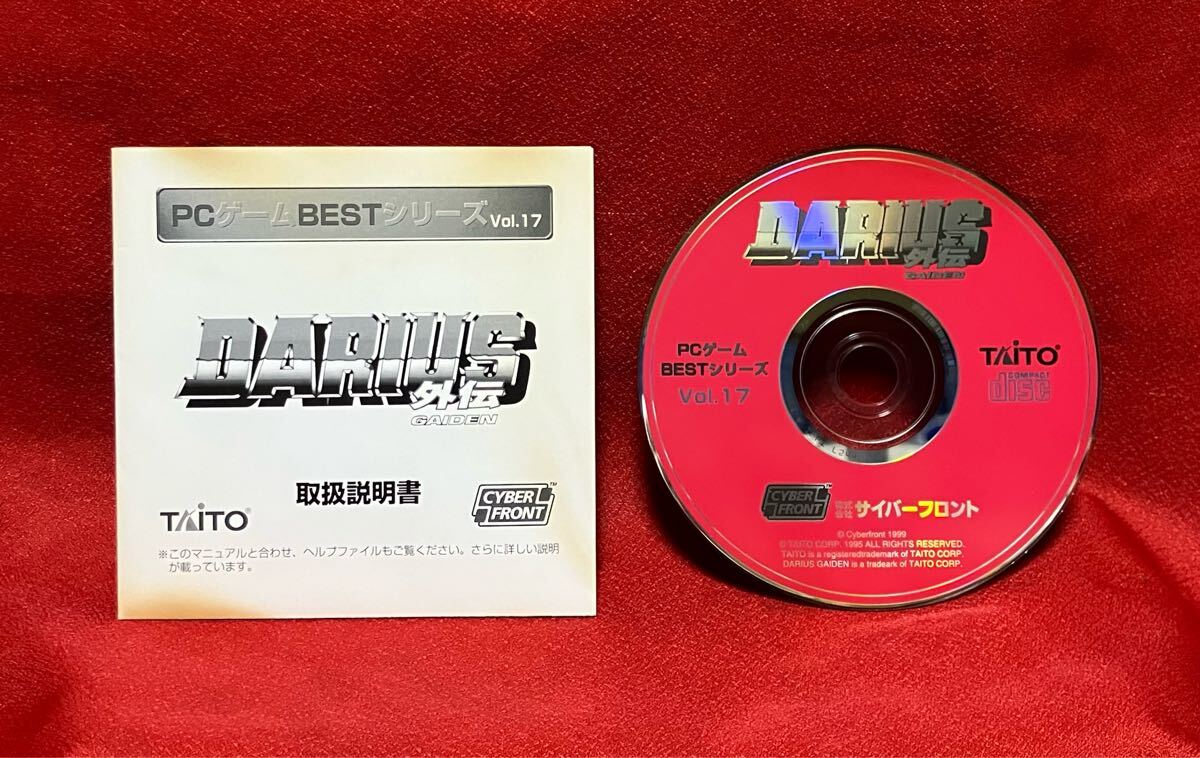 PCゲームBESTシリーズ Vol.17
DARIUS
外伝
GAIDEN
取扱説明書
TAITO
CYBER FRONT™
※このマニュアルと合わせ、ヘルプファイルもご覧ください。さらに詳しい説明
が載っています。
DARIUS
外伝
GAIDEN
PCゲーム
BESTシリーズ
Vol.17
TAITO®
COMPACT
disc
CYBER FRONT™
株式会社 サイバーフロント
© Cyberfront 1999
© TAITO CORP. 1995 ALL RIGHTS RESERVED.
TAITO is a registeredtrademark of TAITO CORP.
DARIUS GAIDEN is a tradeark of TAITO CORP.